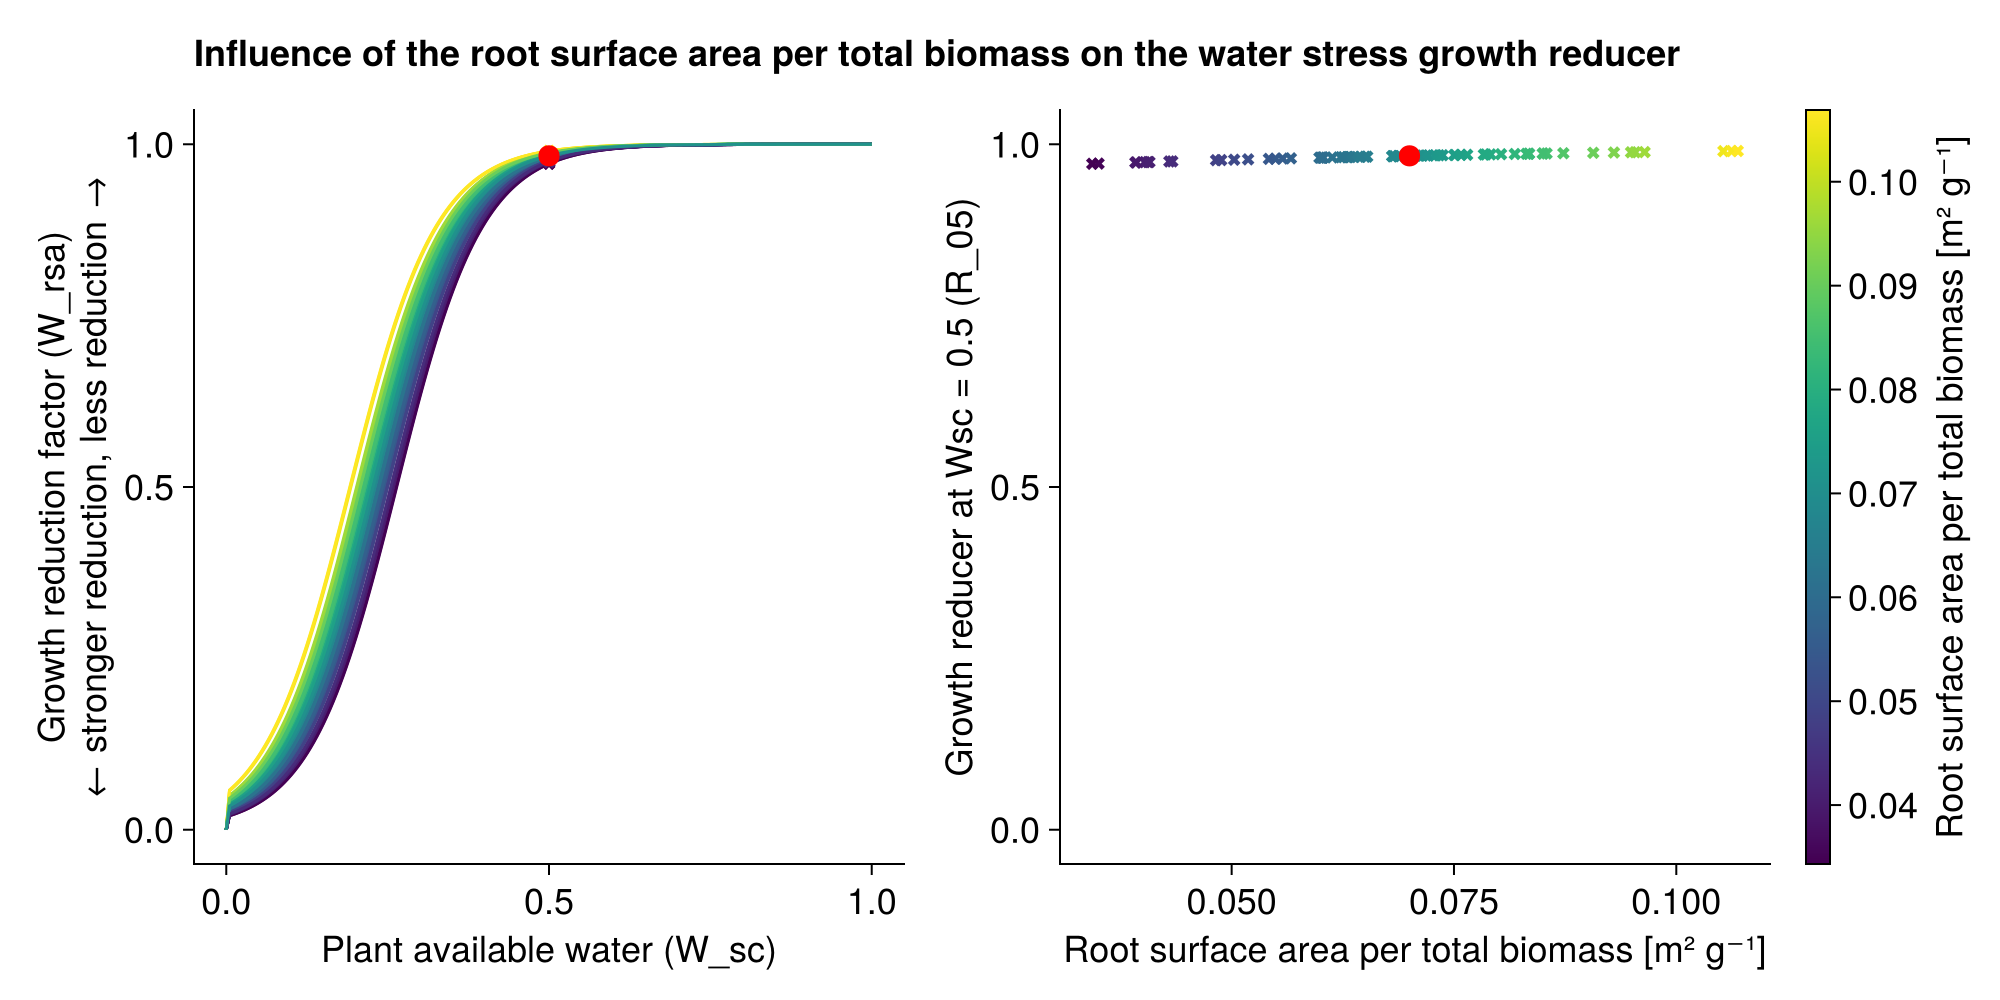 Influence of the root surface area per total biomass on the water stress growth reducer
Growth reduction factor (W_rsa)
← stronger reduction, less reduction →
1.0
0.5
0.0
0.0
0.5
1.0
Plant available water (W_sc)
Growth reducer at Wsc = 0.5 (R_05)
1.0
0.5
0.0
0.050
0.075
0.100
Root surface area per total biomass [m² g⁻¹]
0.10
0.09
0.08
0.07
0.06
0.05
0.04
Root surface area per total biomass [m² g⁻¹]